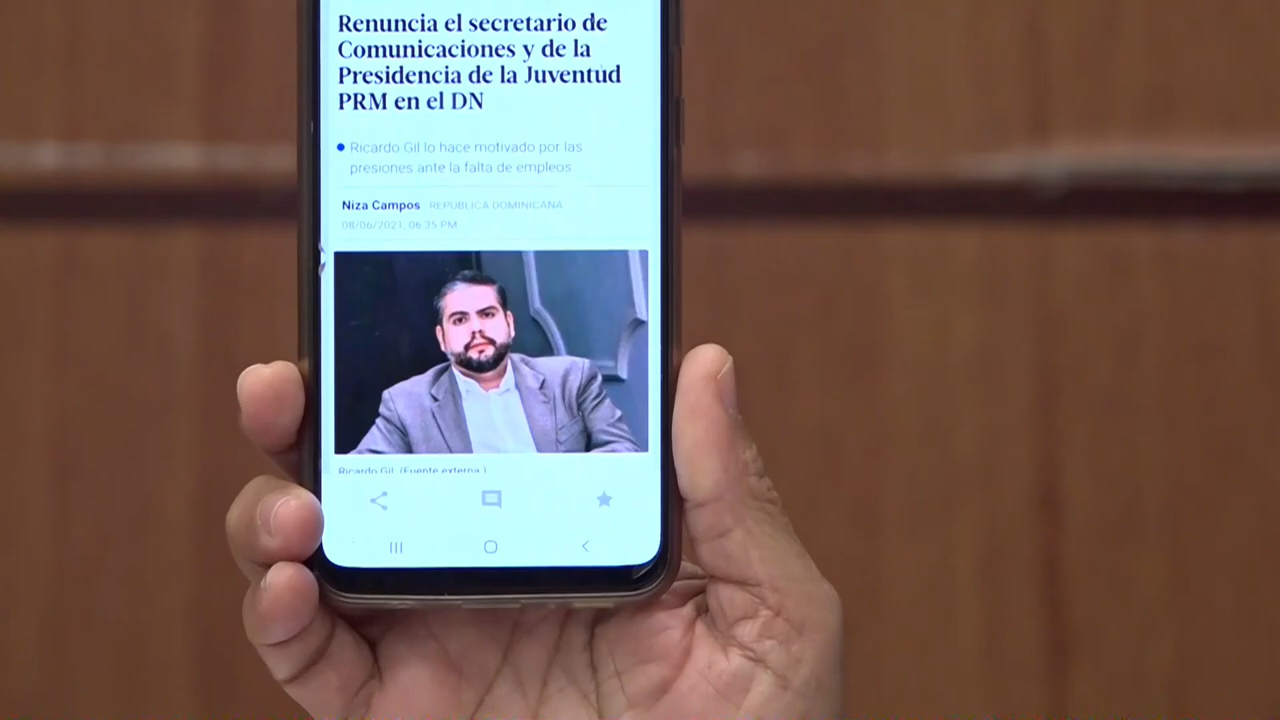 Renuncia el secretario de
Comunicaciones y de la
Presidencia de la Juventud
PRM en el DN
Ricardo Gil lo hace motivado por las
presiones ante la falta de empleos
Niza Campos REPUBLICA DOMINICANA
08/06/2021, 06:35 PM
Ricardo Gil. (Fuente externa )